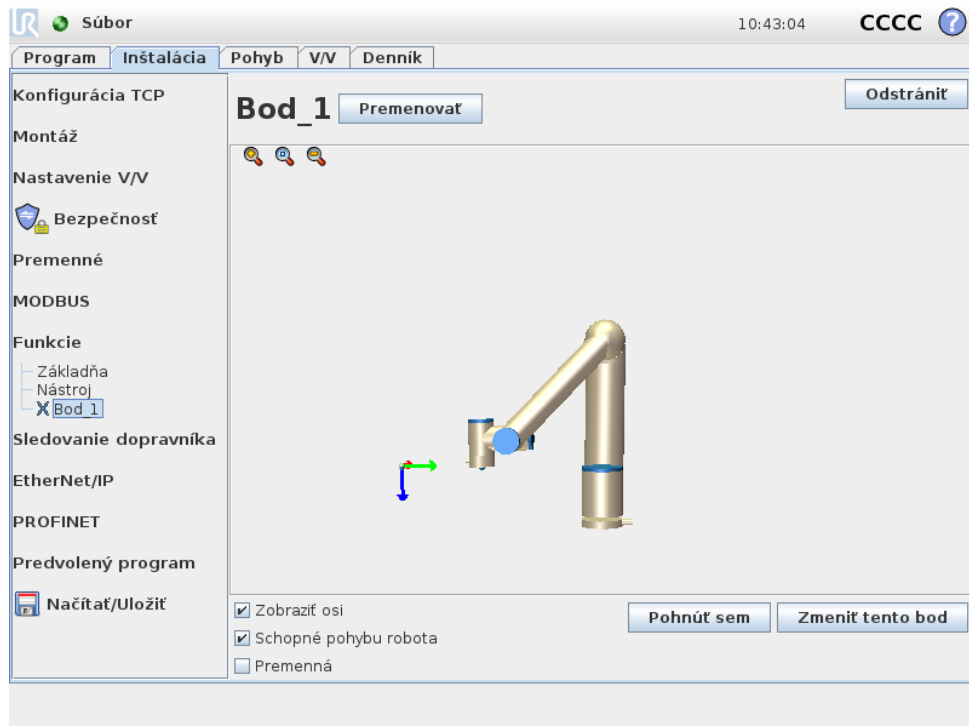 UR Súbor 10:43:04 CCCC ?
Program Inštalácia Pohyb V/V Denník
Konfigurácia TCP
Montáž
Nastavenie V/V
Bezpečnosť
Premenné
MODBUS
Funkcie
Základňa
Nástroj
Bod_1
Sledovanie dopravníka
EtherNet/IP
PROFINET
Predvolený program
Načítať/Uložiť
Bod_1 Premenovať Odstrániť
Zobraziť osi
Schopné pohybu robota
Premenná
Pohnúť sem Zmeniť tento bod